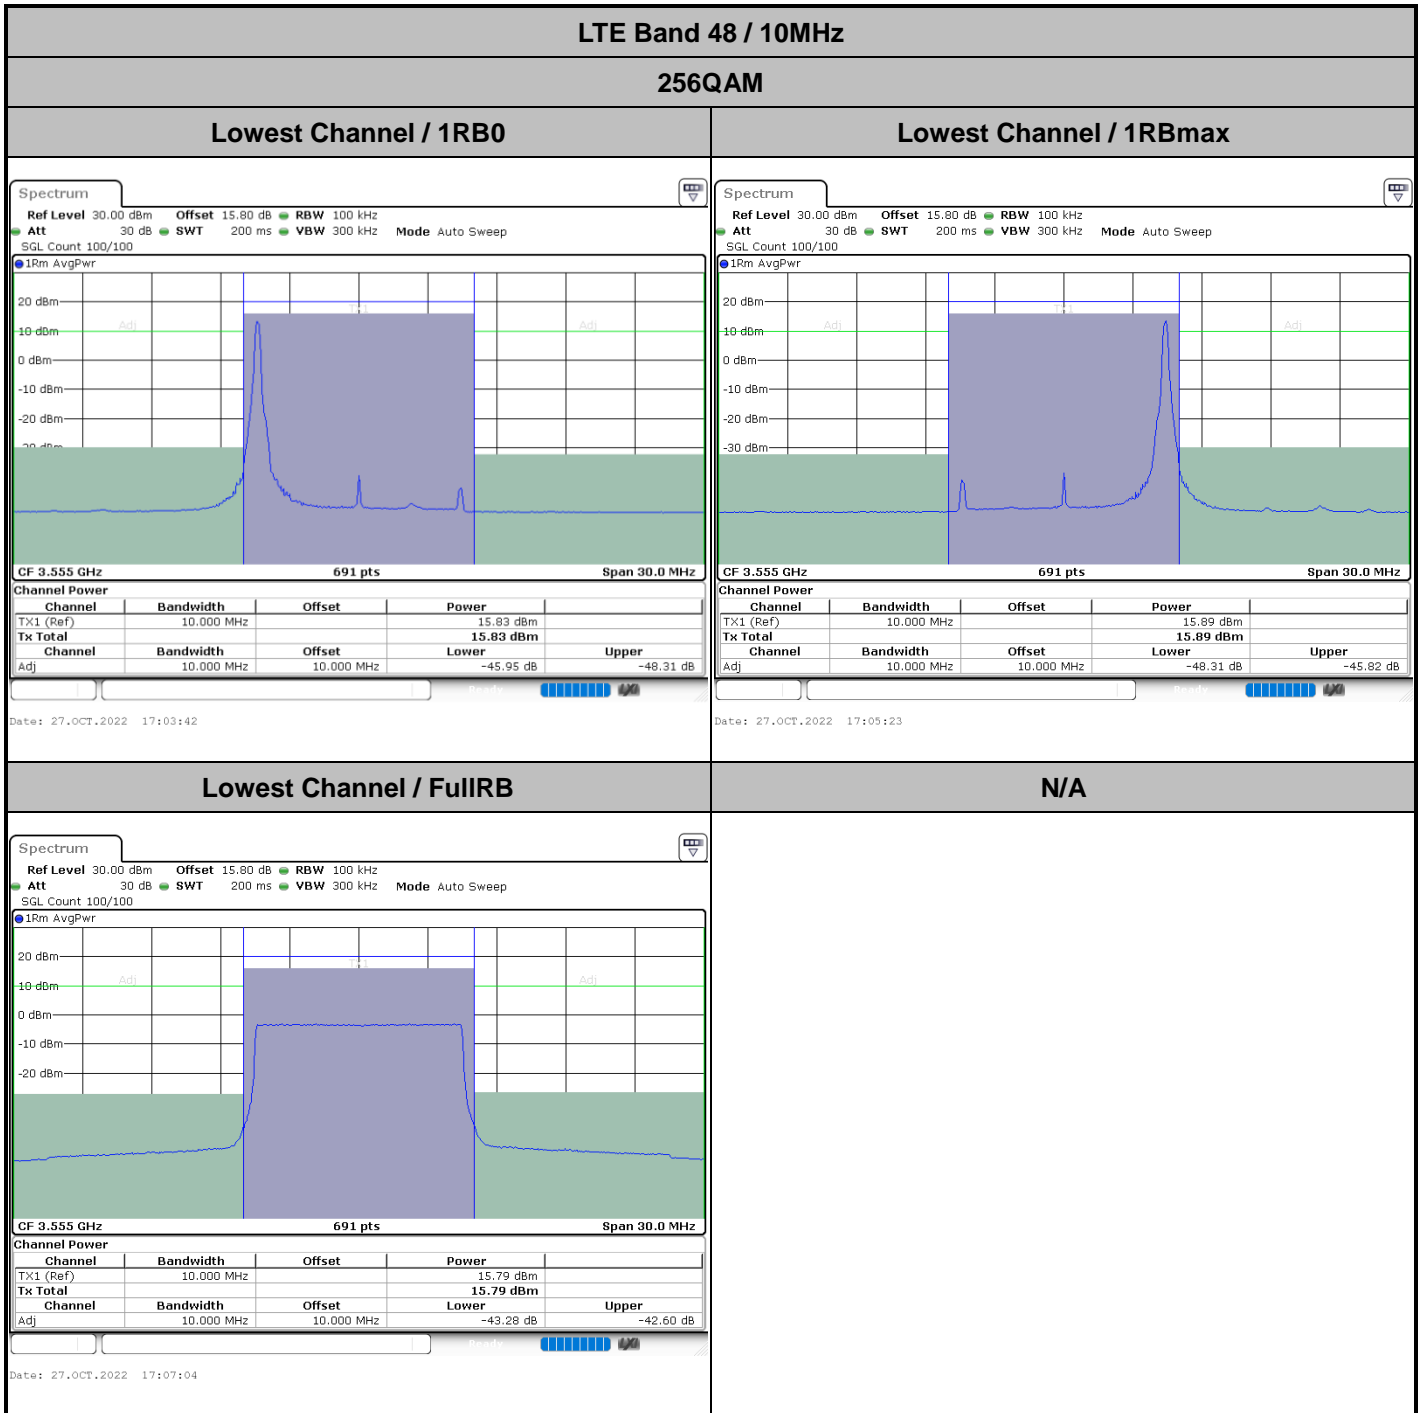 LTE Band 48 / 10MHz
256QAM
Lowest Channel / 1RB0
Lowest Channel / 1RBmax
Spectrum
Ref Level 30.00 dBm Offset 15.80 dB RBW 100 kHz
Att 30 dB SWT 200 ms VBW 300 kHz Mode Auto Sweep
SGL Count 100/100
1Rm AvgPwr
TX1
20 dBm
Adj
Adj
10 dBm
0 dBm
-10 dBm
-20 dBm
-30 dBm
CF 3.555 GHz 691 pts Span 30.0 MHz
Channel Power
Channel Bandwidth Offset Power
TX1 (Ref) 10.000 MHz 15.83 dBm
Tx Total 15.83 dBm
Channel Bandwidth Offset Lower Upper
Adj 10.000 MHz 10.000 MHz -45.95 dB -48.31 dB
Ready
Date: 27.OCT.2022 17:03:42
Spectrum
Ref Level 30.00 dBm Offset 15.80 dB RBW 100 kHz
Att 30 dB SWT 200 ms VBW 300 kHz Mode Auto Sweep
SGL Count 100/100
1Rm AvgPwr
TX1
20 dBm
Adj
Adj
10 dBm
0 dBm
-10 dBm
-20 dBm
-30 dBm
CF 3.555 GHz 691 pts Span 30.0 MHz
Channel Power
Channel Bandwidth Offset Power
TX1 (Ref) 10.000 MHz 15.89 dBm
Tx Total 15.89 dBm
Channel Bandwidth Offset Lower Upper
Adj 10.000 MHz 10.000 MHz -48.31 dB -45.82 dB
Ready
Date: 27.OCT.2022 17:05:23
Lowest Channel / FullRB
N/A
Spectrum
Ref Level 30.00 dBm Offset 15.80 dB RBW 100 kHz
Att 30 dB SWT 200 ms VBW 300 kHz Mode Auto Sweep
SGL Count 100/100
1Rm AvgPwr
TX1
20 dBm
Adj
Adj
10 dBm
0 dBm
-10 dBm
-20 dBm
CF 3.555 GHz 691 pts Span 30.0 MHz
Channel Power
Channel Bandwidth Offset Power
TX1 (Ref) 10.000 MHz 15.79 dBm
Tx Total 15.79 dBm
Channel Bandwidth Offset Lower Upper
Adj 10.000 MHz 10.000 MHz -43.28 dB -42.60 dB
Ready
Date: 27.OCT.2022 17:07:04